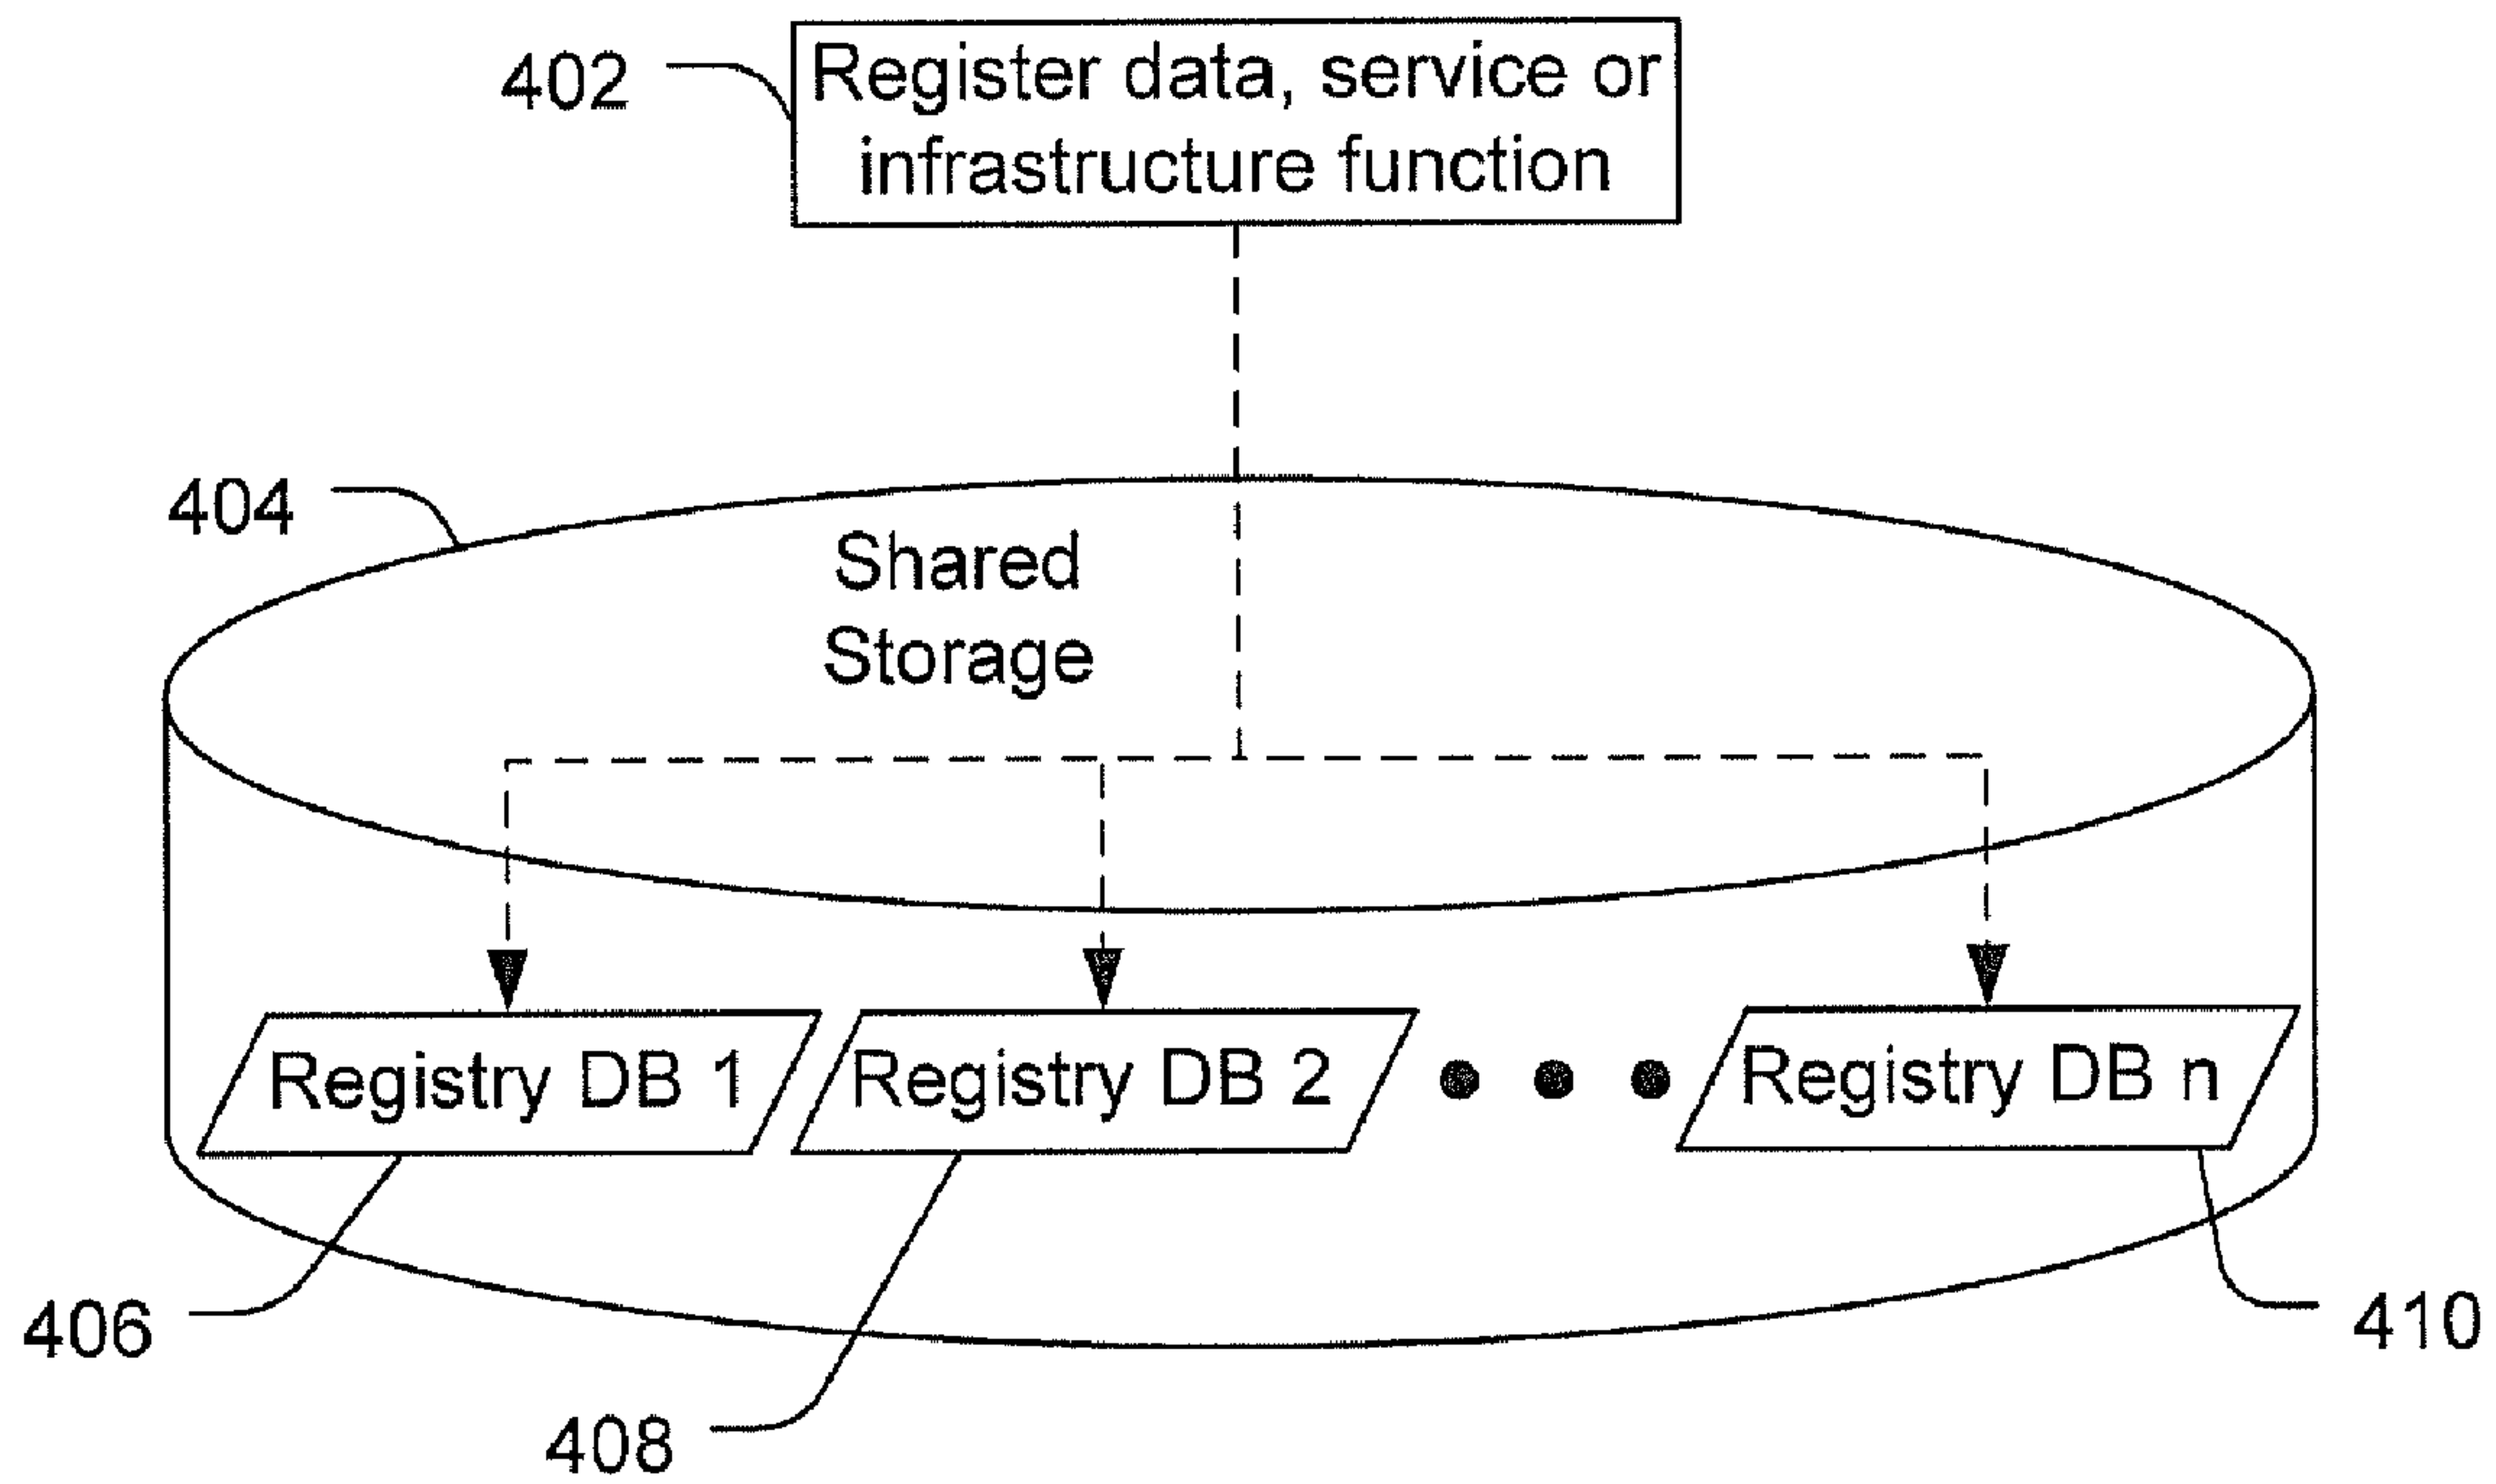 402
Register data, service or
infrastructure function
404
Shared
Storage
Registry DB 1
Registry DB 2
Registry DB n
406
410
408